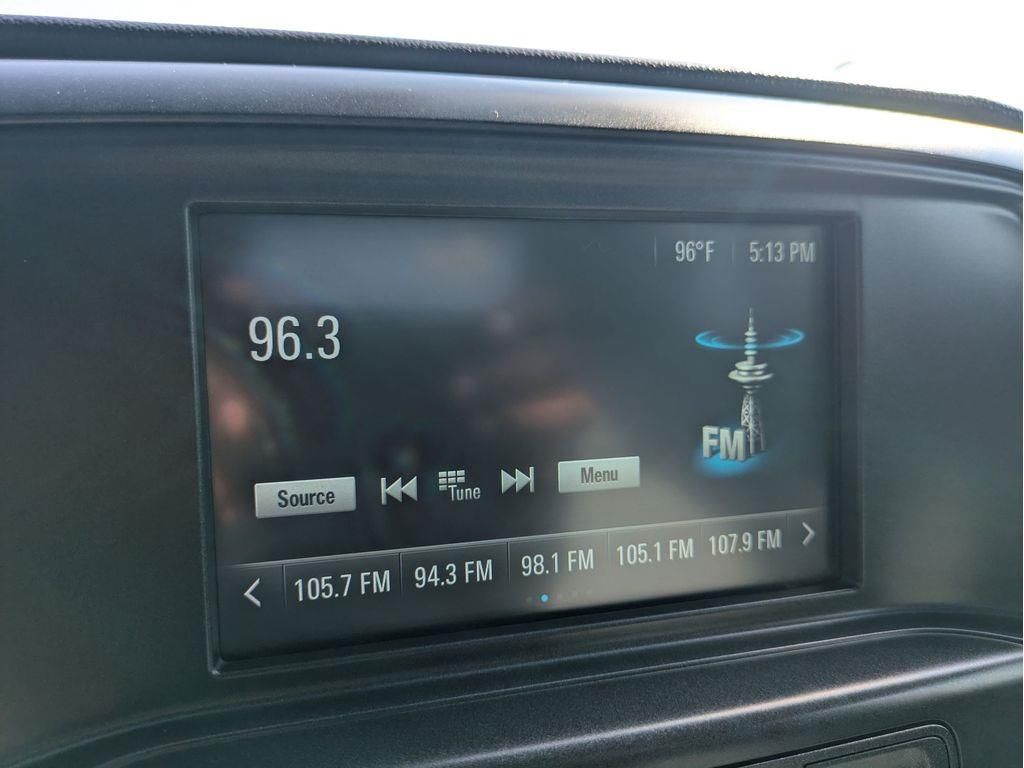 96°F 5:13 PM
96.3
FM
Source Tune Menu
105.7 FM 94.3 FM 98.1 FM 105.1 FM 107.9 FM